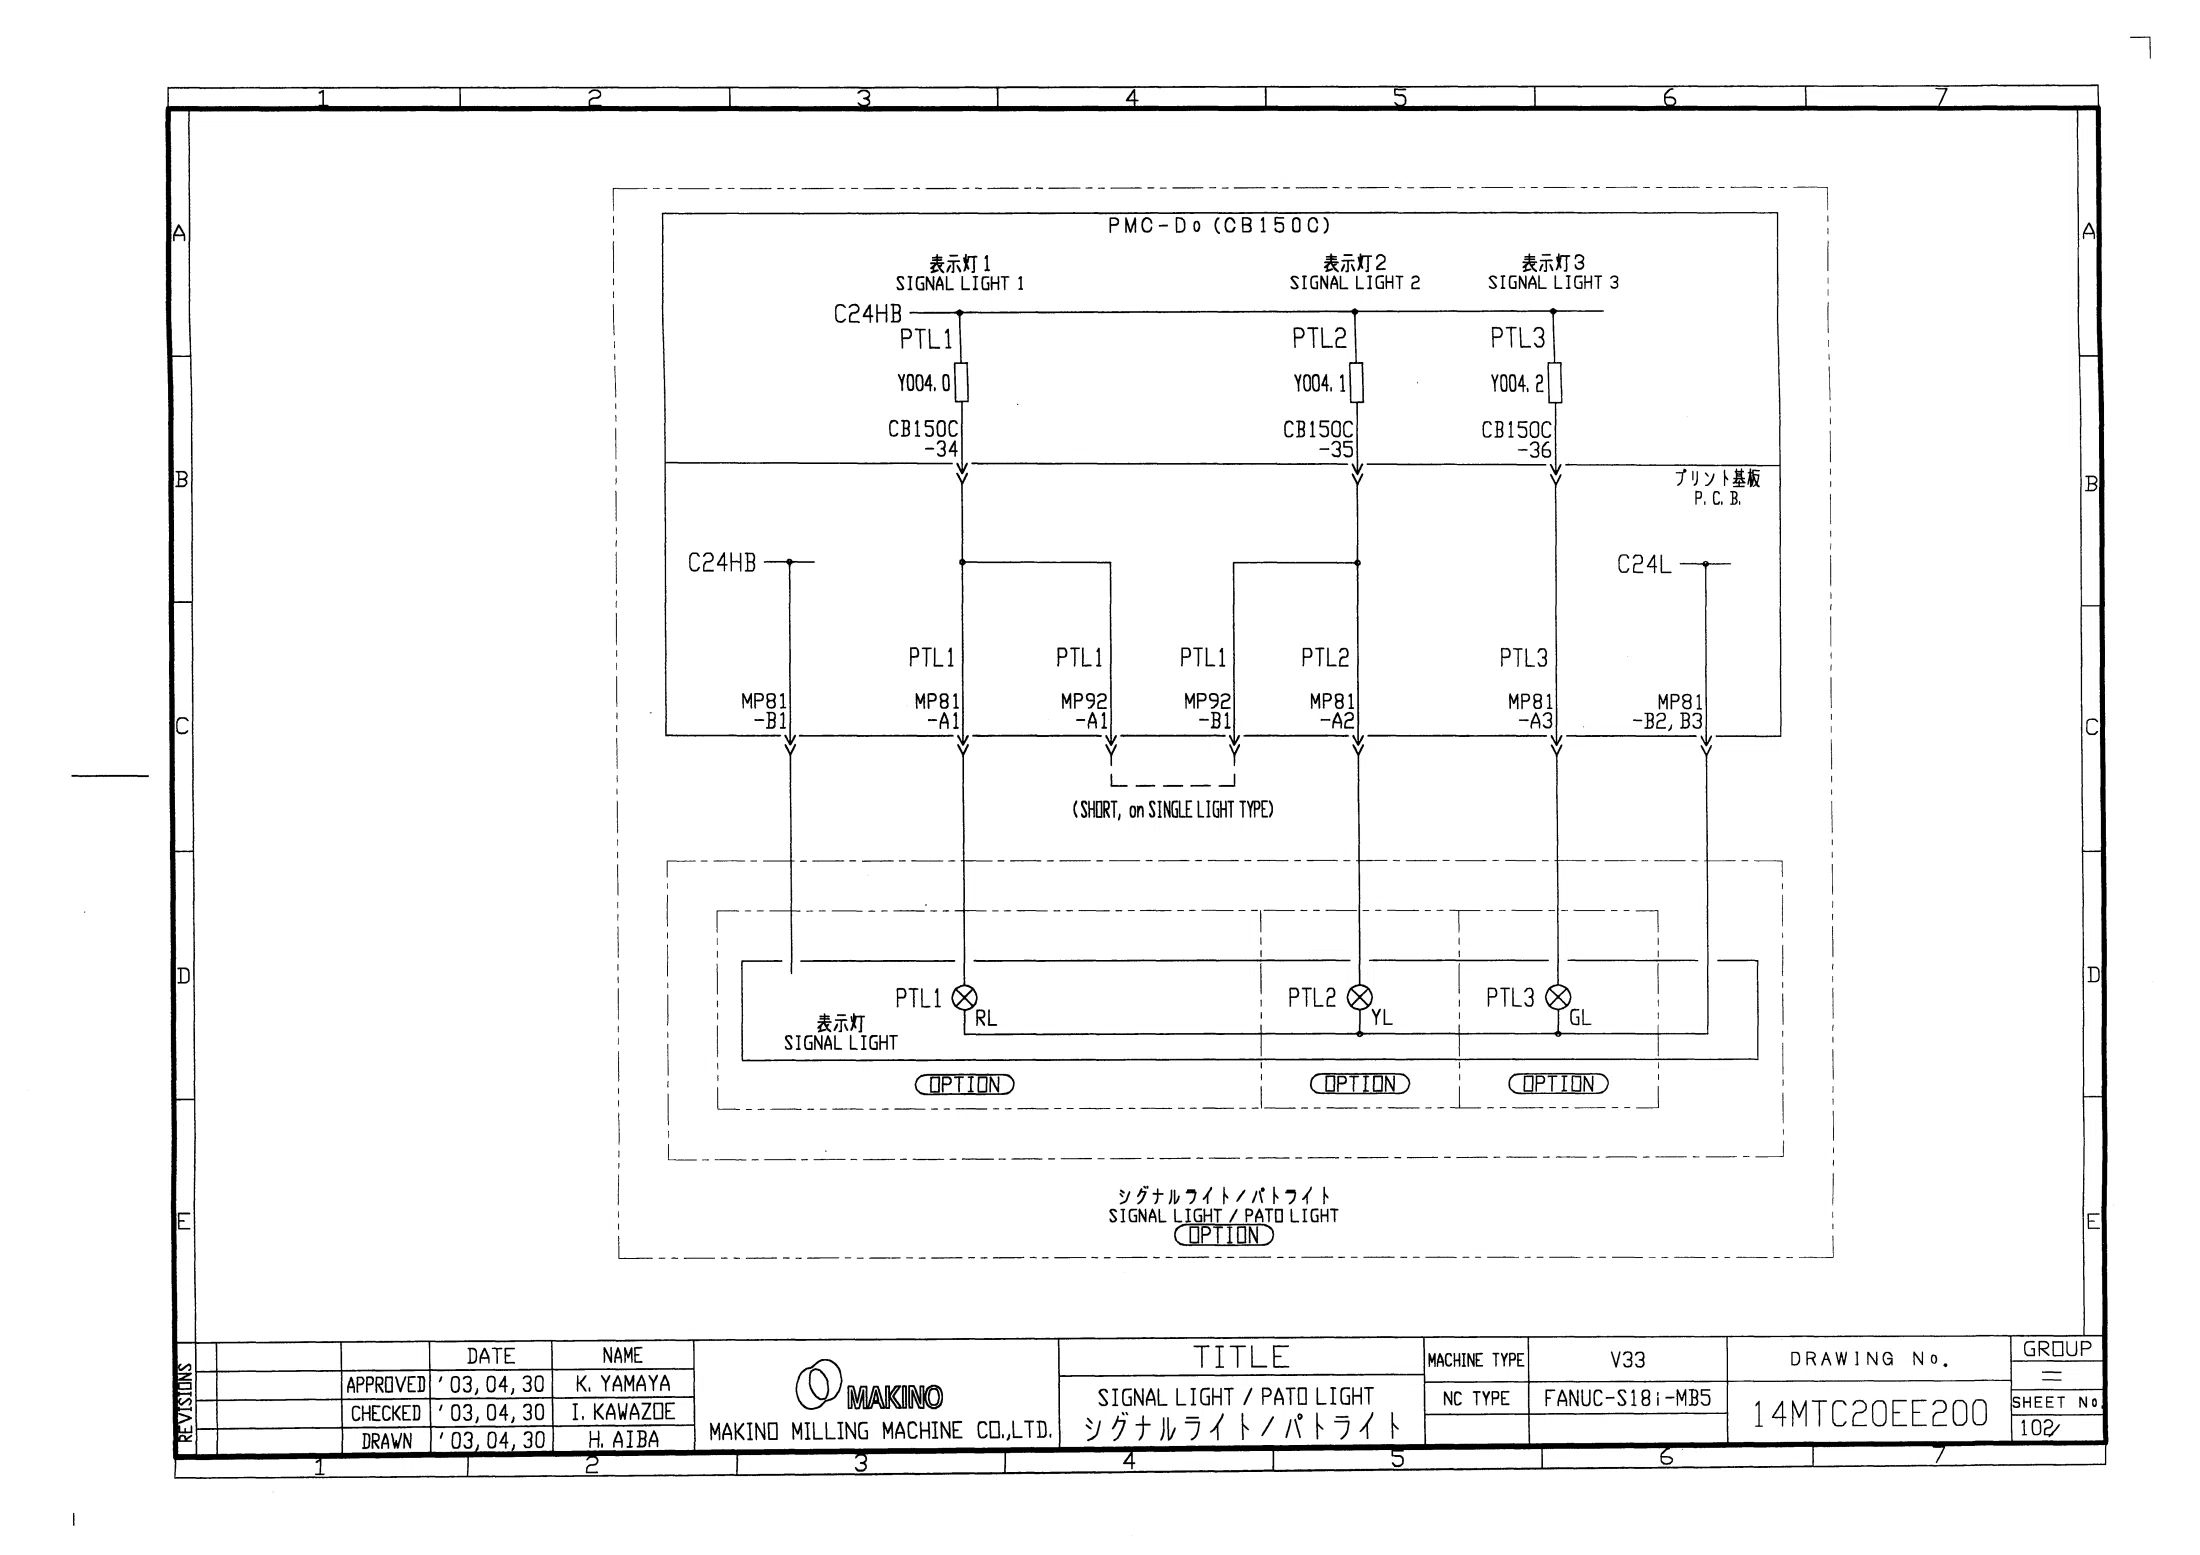 1 2 3 4 5 6 7
A A
B B
C C
D D
E E
PMC-Do (CB150C)
表示灯1
SIGNAL LIGHT 1
表示灯2
SIGNAL LIGHT 2
表示灯3
SIGNAL LIGHT 3
C24HB
PTL1 PTL2 PTL3
Y004.0 Y004.1 Y004.2
CB150C
-34
CB150C
-35
CB150C
-36
プリント基板
P.C.B.
C24HB C24L
PTL1 PTL1 PTL1 PTL2 PTL3
MP81
-B1
MP81
-A1
MP92
-A1
MP92
-B1
MP81
-A2
MP81
-A3
MP81
-B2, B3
(SHORT, on SINGLE LIGHT TYPE)
PTL1 RL
PTL2 YL
PTL3 GL
表示灯
SIGNAL LIGHT
OPTION OPTION OPTION
シグナルライト/パトライト
SIGNAL LIGHT / PATO LIGHT
OPTION
REVISIONS
DATE NAME
APPROVED '03,04,30 K. YAMAYA
CHECKED '03,04,30 I. KAWAZOE
DRAWN '03,04,30 H. AIBA
MAKINO
MAKINO MILLING MACHINE CO.,LTD.
TITLE
SIGNAL LIGHT / PATO LIGHT
シグナルライト/パトライト
MACHINE TYPE V33
NC TYPE FANUC-S18i-MB5
DRAWING No.
14MTC20EE200
GROUP
=
SHEET No.
102/
1 2 3 4 5 6 7